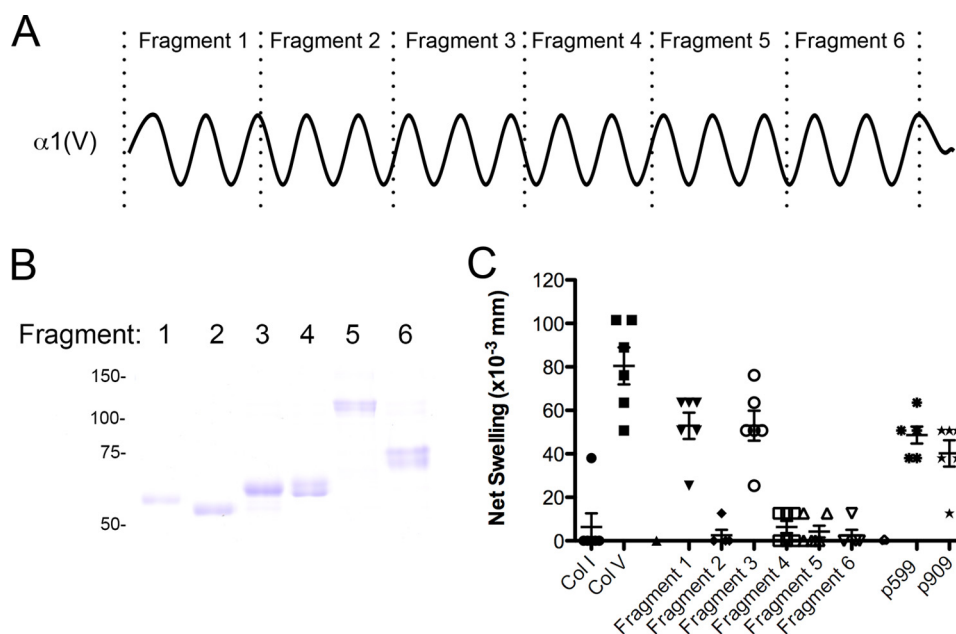 A
Fragment 1 Fragment 2 Fragment 3 Fragment 4 Fragment 5 Fragment 6
α1(V)
B
Fragment: 1 2 3 4 5 6
150-
100-
75-
50-
C
Net Swelling (x10⁻³ mm)
120
100
80
60
40
20
0
Col I
Col V
Fragment 1
Fragment 2
Fragment 3
Fragment 4
Fragment 5
Fragment 6
p599
p909